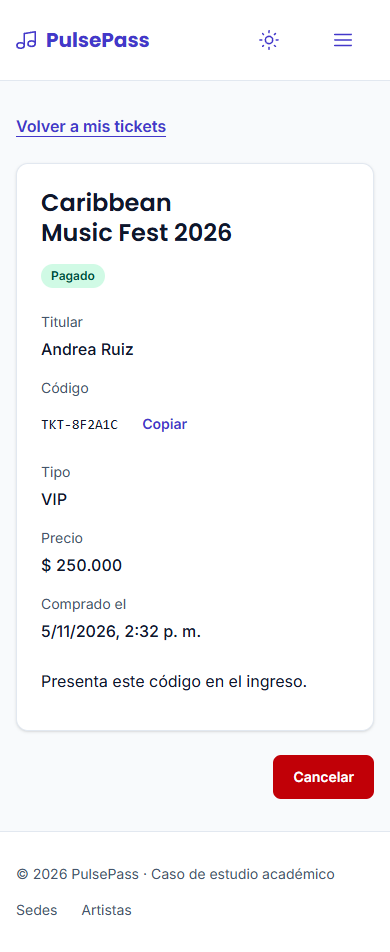 PulsePass
Volver a mis tickets
Caribbean
Music Fest 2026
Pagado
Titular
Andrea Ruiz
Código
TKT-8F2A1C Copiar
Tipo
VIP
Precio
$ 250.000
Comprado el
5/11/2026, 2:32 p. m.
Presenta este código en el ingreso.
Cancelar
© 2026 PulsePass · Caso de estudio académico
Sedes Artistas